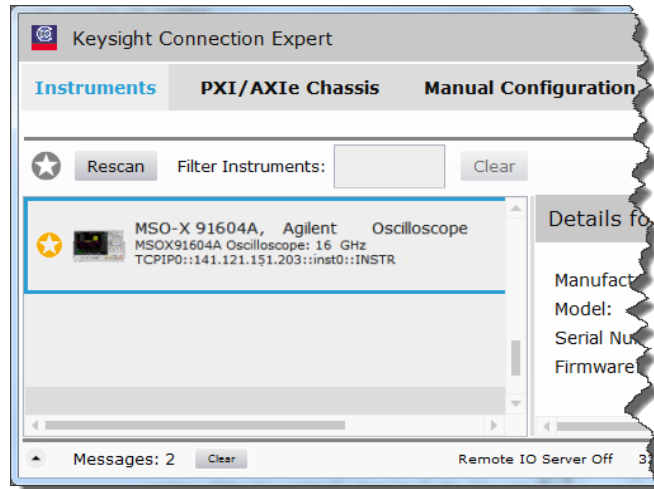 Keysight Connection Expert
Instruments PXI/AXIe Chassis Manual Configuration
Rescan Filter Instruments: Clear
MSO-X 91604A, Agilent Oscilloscope
MSOX91604A Oscilloscope: 16 GHz
TCPIP0::141.121.151.203::inst0::INSTR
Details fo
Manufact
Model:
Serial Nu
Firmware
Messages: 2 Clear Remote IO Server Off 3